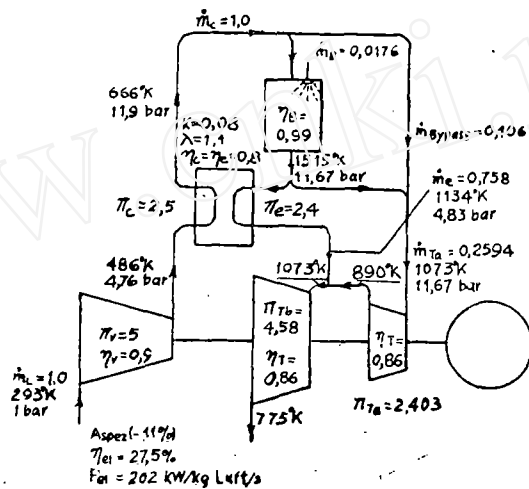 ṁc = 1,0
ṁB = 0,0176
666°K
11,9 bar
ηB =
0,99
K=0,08
λ=1,4
ηc = ηe = 0,8
1515°K
11,67 bar
ṁBypass = 0,106
Πc = 2,5
Πe = 2,4
ṁe = 0,758
1134°K
4,83 bar
486°K
4,76 bar
1073°K
890°K
ṁTa = 0,2594
1073°K
11,67 bar
Πv = 5
ηv = 0,9
ΠTb =
4,58
ηT =
0,86
ηT =
0,86
ṁL = 1,0
293°K
1 bar
775°K
ΠTa = 2,403
Aspez (-11%)
ηel = 27,5%
Pel = 202 KW/kg Luft/s